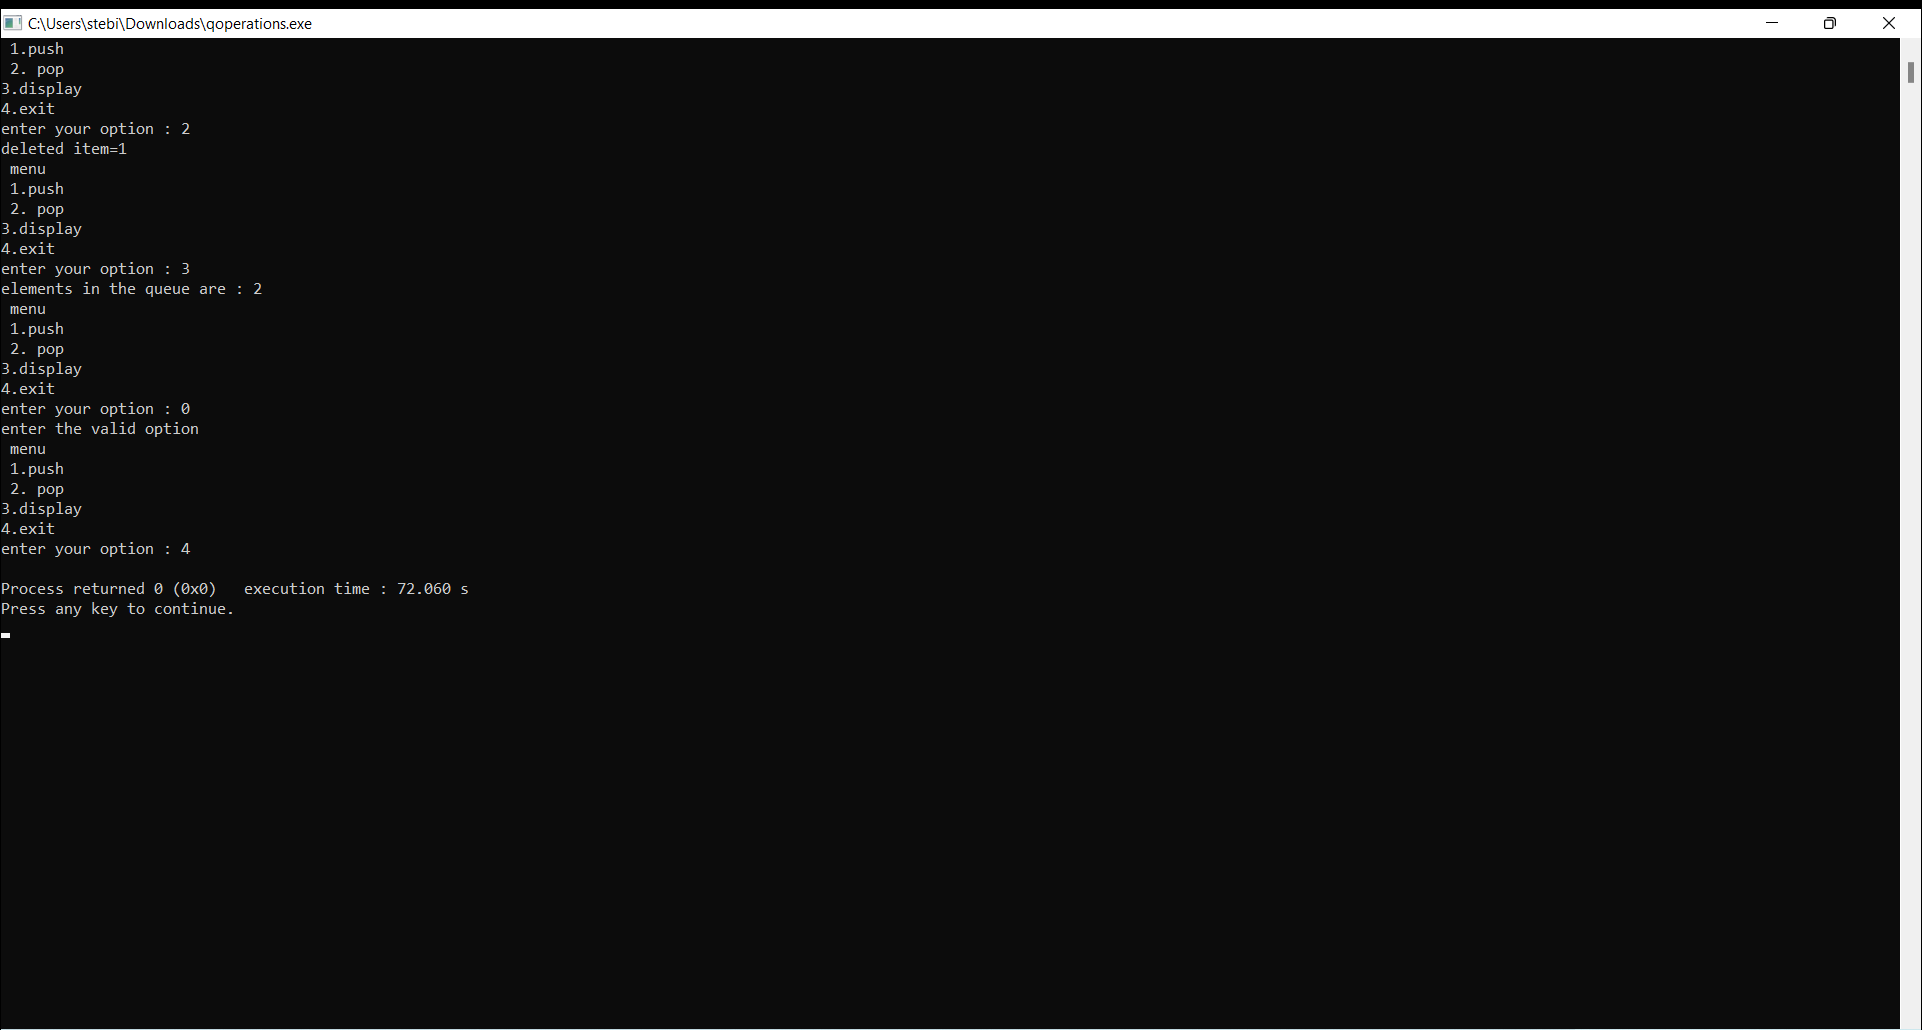 C:\Users\stebi\Downloads\qoperations.exe
1.push
2. pop
3.display
4.exit
enter your option : 2
deleted item=1
menu
1.push
2. pop
3.display
4.exit
enter your option : 3
elements in the queue are : 2
menu
1.push
2. pop
3.display
4.exit
enter your option : 0
enter the valid option
menu
1.push
2. pop
3.display
4.exit
enter your option : 4
Process returned 0 (0x0)   execution time : 72.060 s
Press any key to continue.